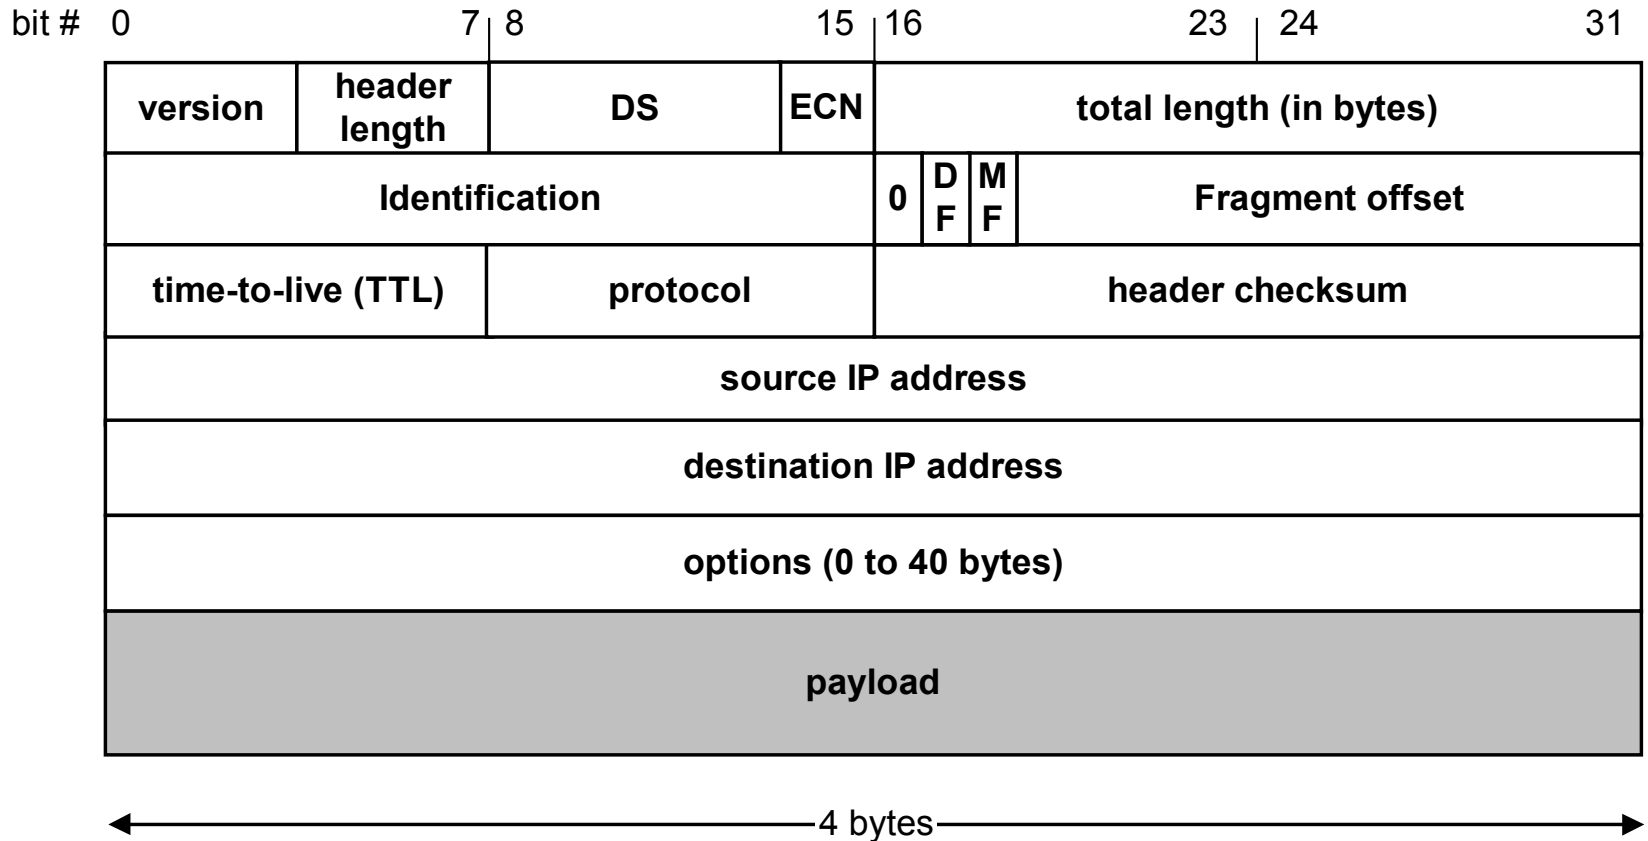 bit # 0 7 8 15 16 23 24 31
version header length DS ECN total length (in bytes)
Identification 0 DF MF Fragment offset
time-to-live (TTL) protocol header checksum
source IP address
destination IP address
options (0 to 40 bytes)
payload
4 bytes